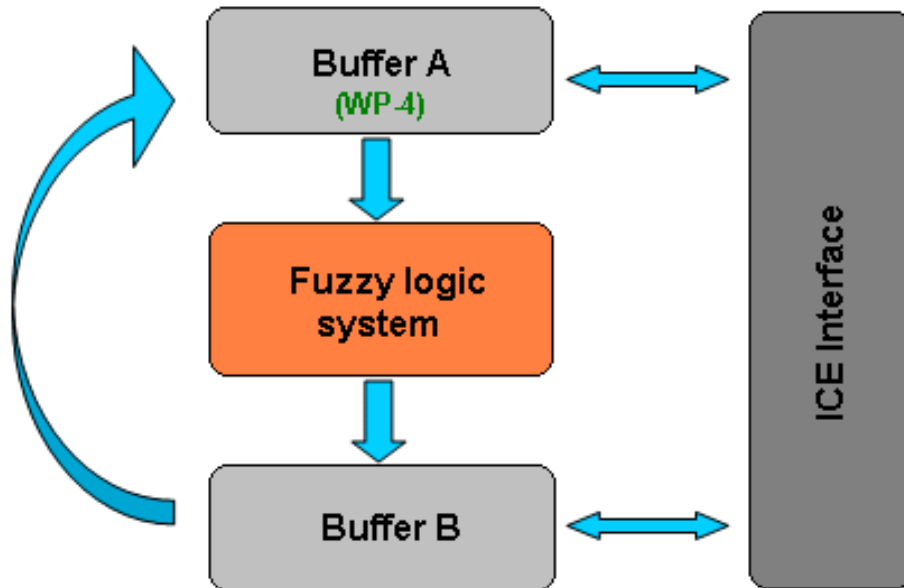 Buffer A
(WP-4)
Fuzzy logic
system
Buffer B
ICE Interface